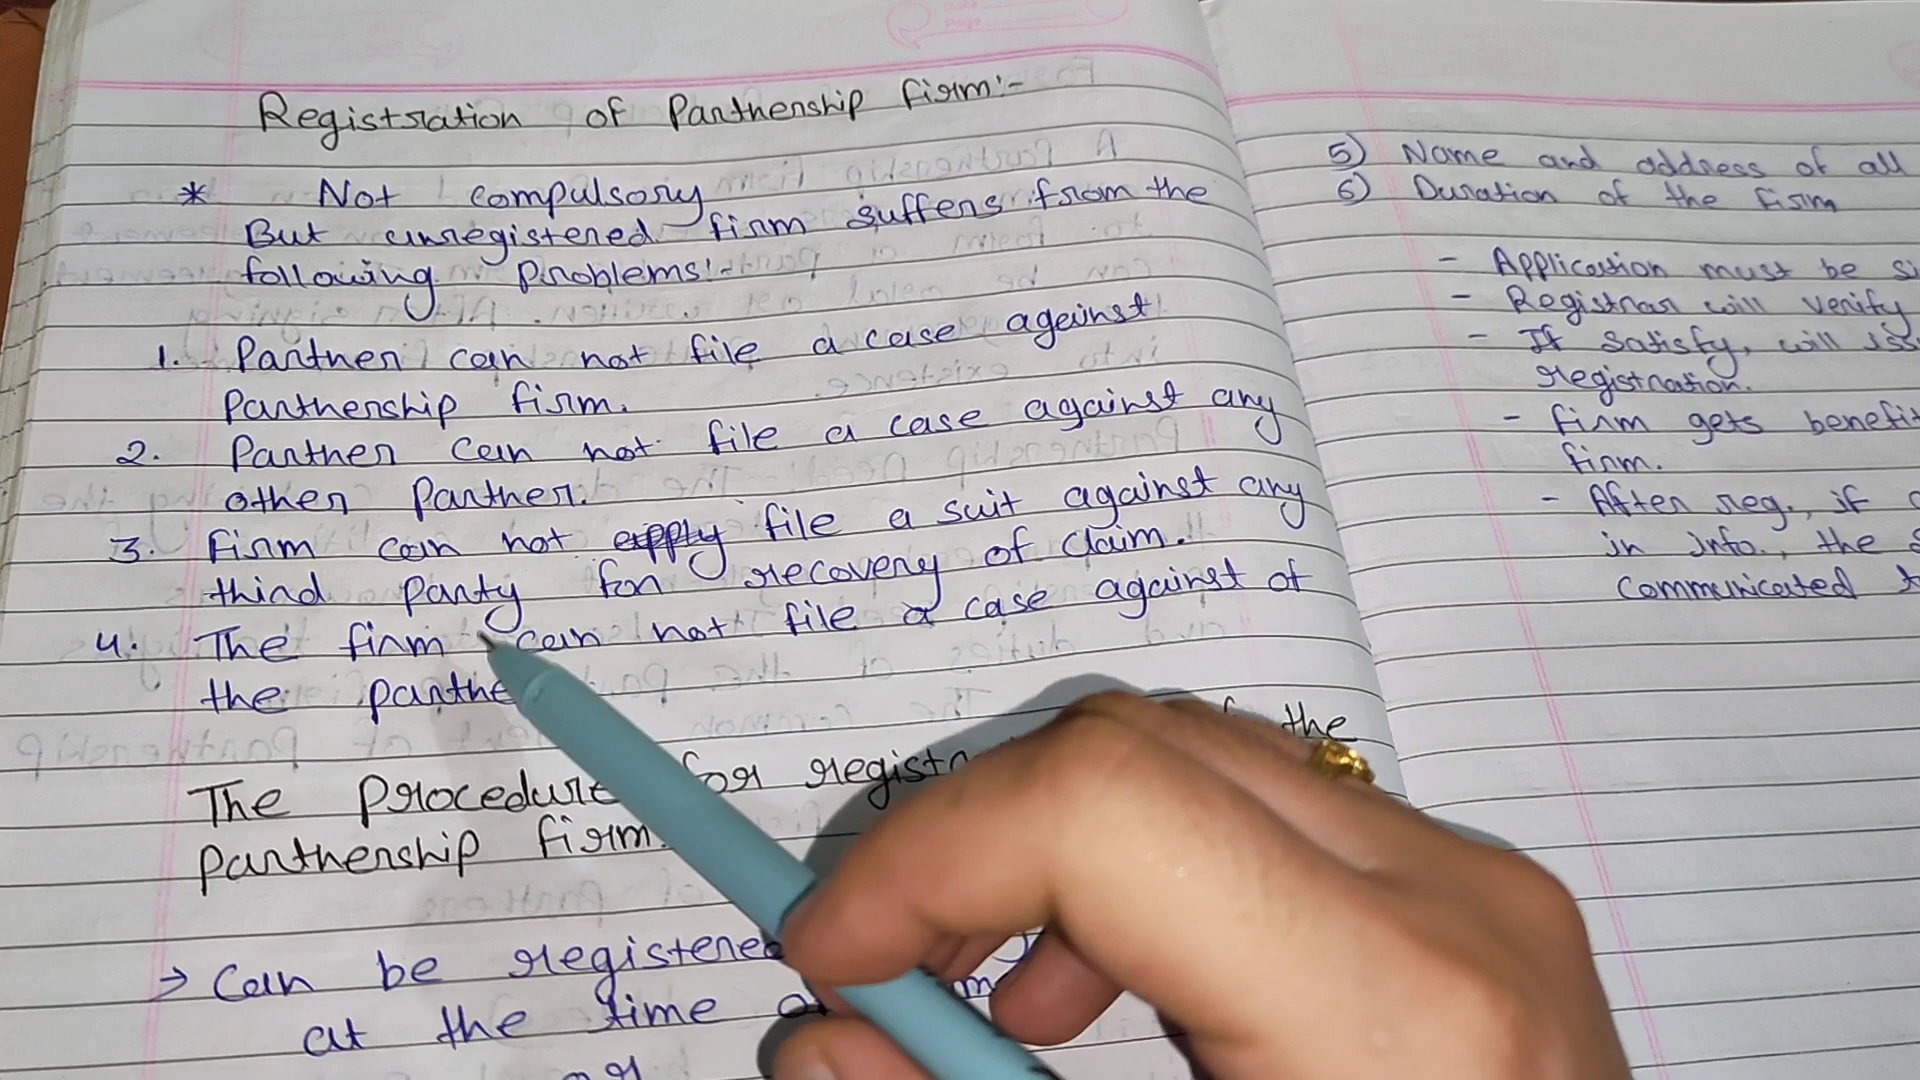 Registration of Partnership firm:-
* Not compulsory
But unregistered firm suffers from the
following problems:-
1. Partner can not file a case against
Partnership firm.
2. Partner can not file a case against any
other Partner.
3. Firm can not file a suit against any
third Party for recovery of claim.
4. The firm can not file a case against of
the
The Procedure for the
Partnership firm.
→ Can be registered
at the time
or
5) Name and address of all
6) Duration of the firm
- Application must be
- Registrar will verify
- If satisfy, will
registration.
- firm gets
firm.
- After reg., if
in Info., the
Communicated